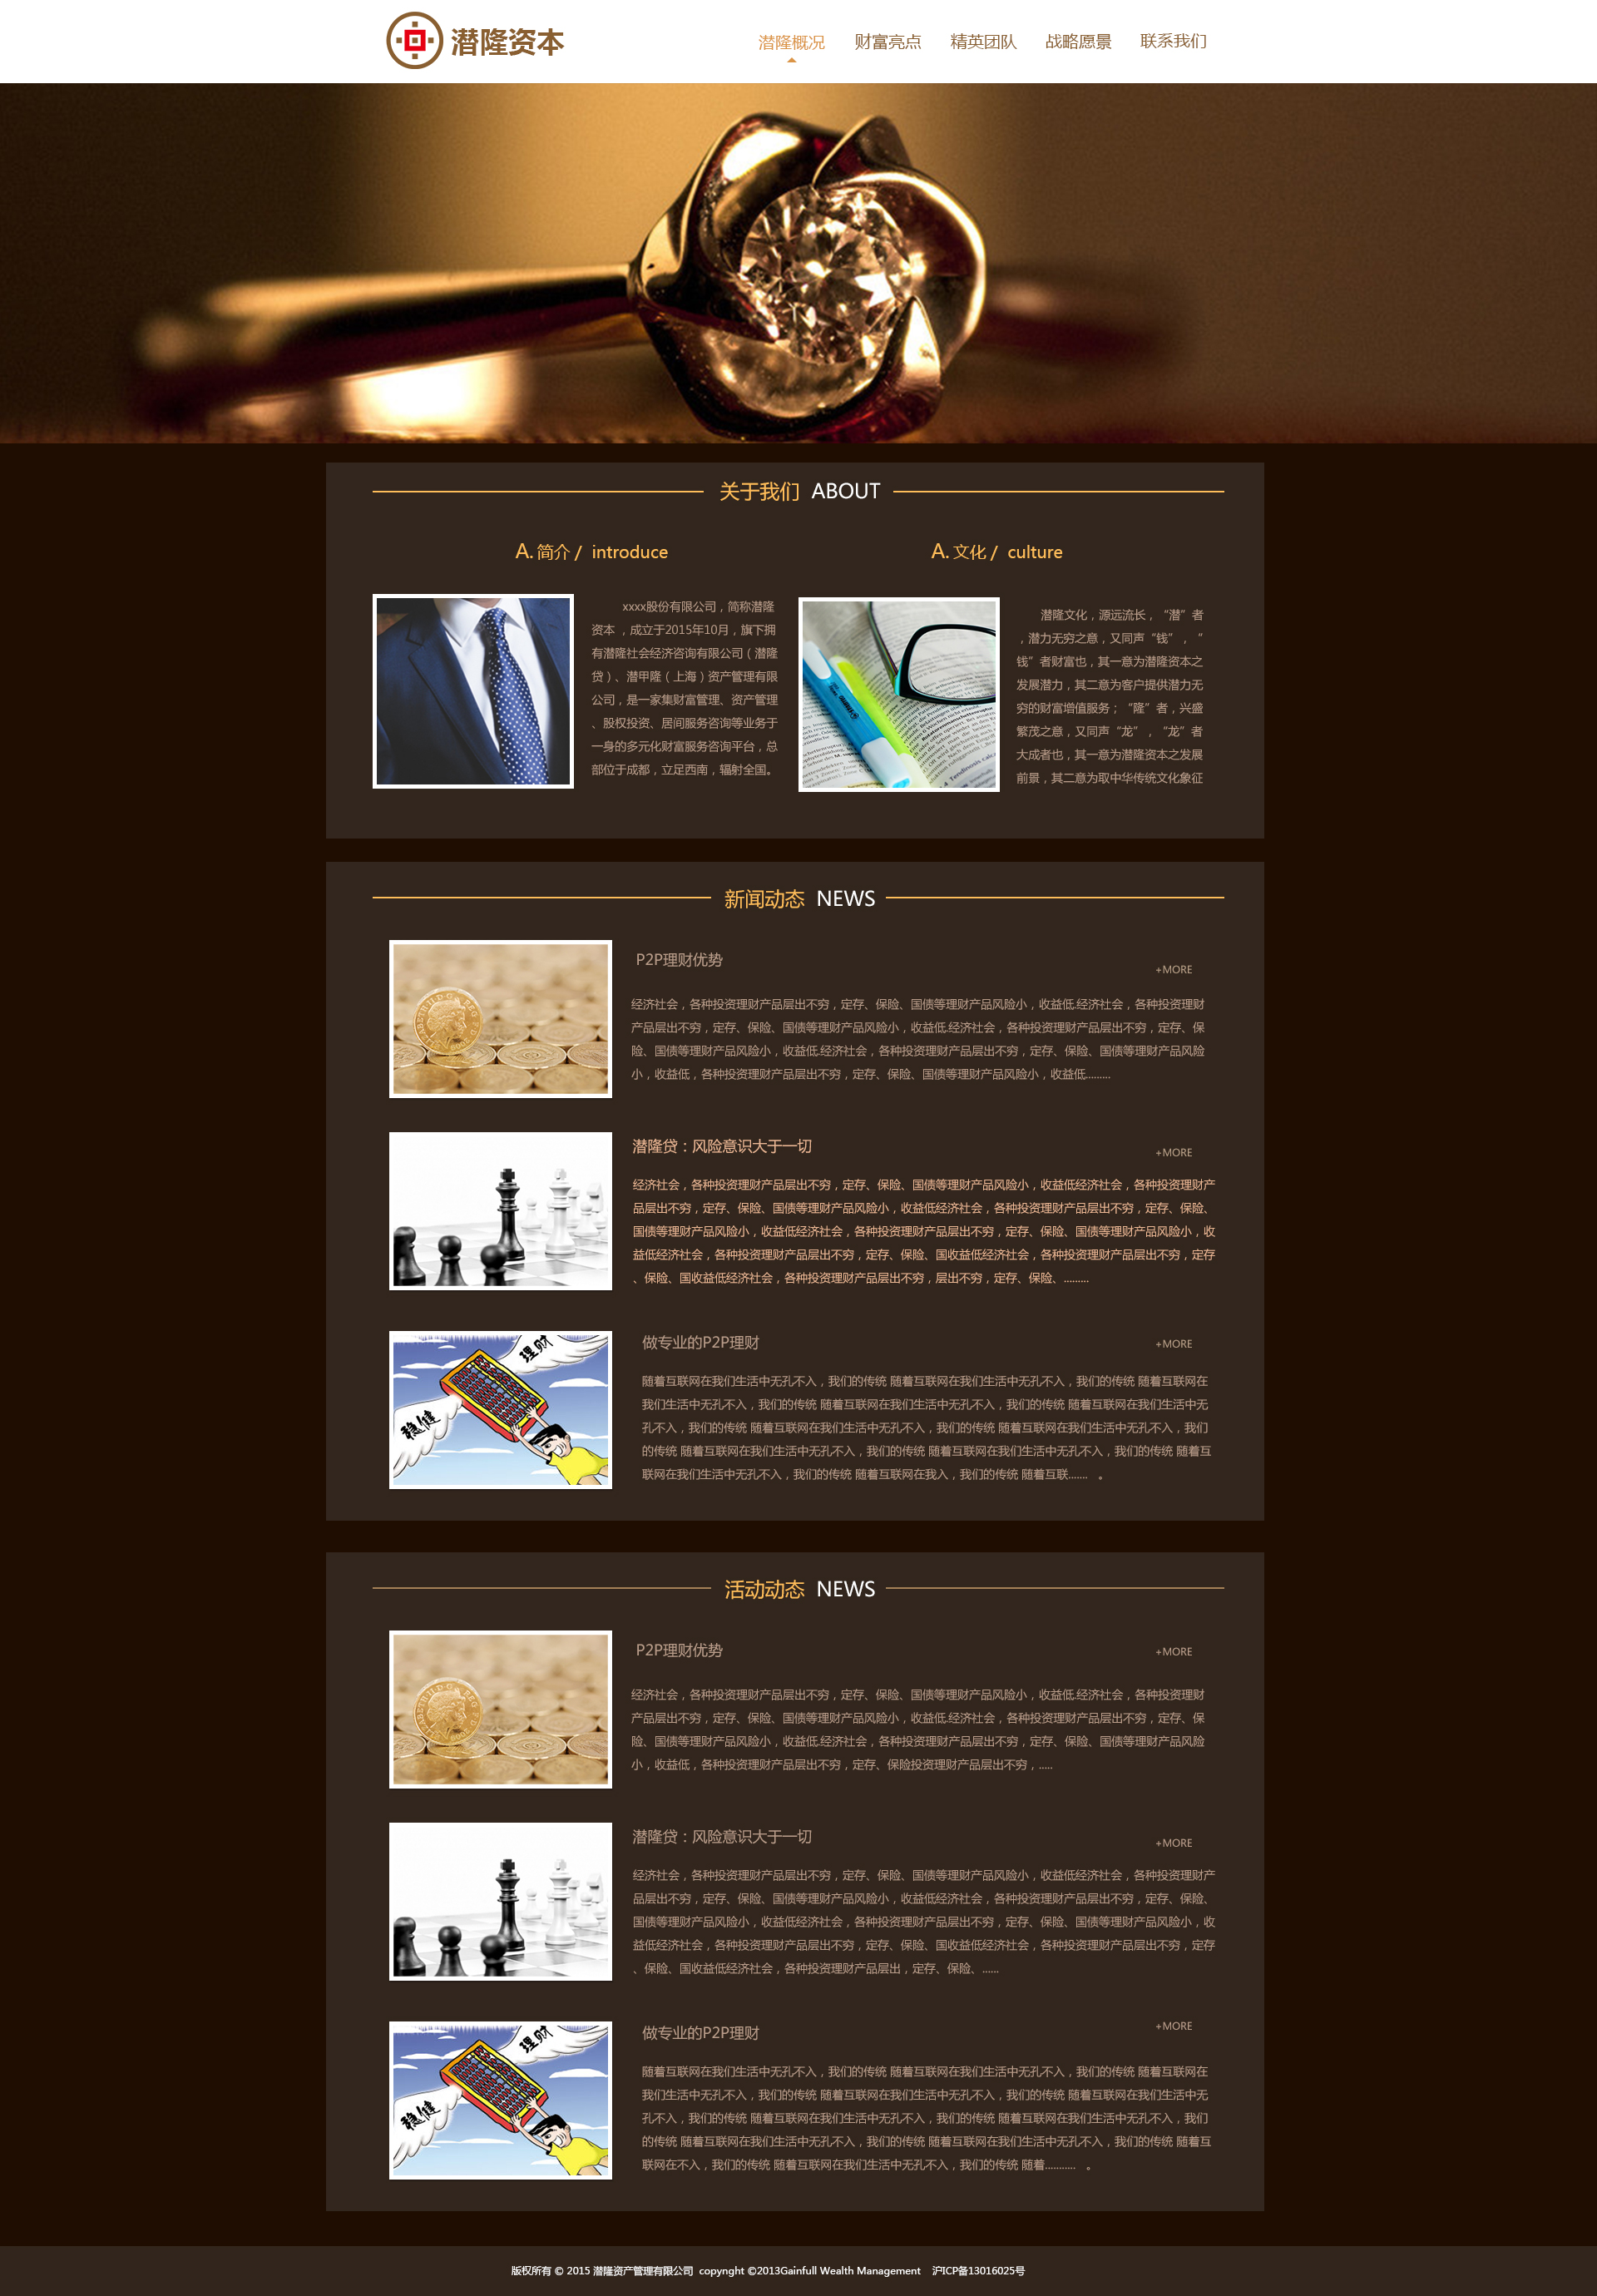 潜隆资本
潜隆概况 财富亮点 精英团队 战略愿景 联系我们
关于我们 ABOUT
A. 简介 / introduce
xxxx股份有限公司，简称潜隆
资本 ，成立于2015年10月，旗下拥
有潜隆社会经济咨询有限公司（潜隆
贷）、潜甲隆（上海）资产管理有限
公司，是一家集财富管理、资产管理
、股权投资、居间服务咨询等业务于
一身的多元化财富服务咨询平台，总
部位于成都，立足西南，辐射全国。
A. 文化 / culture
潜隆文化，源远流长，“潜”者
，潜力无穷之意，又同声“钱”，“
钱”者财富也，其一意为潜隆资本之
发展潜力，其二意为客户提供潜力无
穷的财富增值服务；“隆”者，兴盛
繁茂之意，又同声“龙”，“龙”者
大成者也，其一意为潜隆资本之发展
前景，其二意为取中华传统文化象征
新闻动态 NEWS
P2P理财优势
+MORE
经济社会，各种投资理财产品层出不穷，定存、保险、国债等理财产品风险小，收益低.经济社会，各种投资理财
产品层出不穷，定存、保险、国债等理财产品风险小，收益低.经济社会，各种投资理财产品层出不穷，定存、保
险、国债等理财产品风险小，收益低.经济社会，各种投资理财产品层出不穷，定存、保险、国债等理财产品风险
小，收益低，各种投资理财产品层出不穷，定存、保险、国债等理财产品风险小，收益低.........
潜隆贷：风险意识大于一切
+MORE
经济社会，各种投资理财产品层出不穷，定存、保险、国债等理财产品风险小，收益低经济社会，各种投资理财产
品层出不穷，定存、保险、国债等理财产品风险小，收益低经济社会，各种投资理财产品层出不穷，定存、保险、
国债等理财产品风险小，收益低经济社会，各种投资理财产品层出不穷，定存、保险、国债等理财产品风险小，收
益低经济社会，各种投资理财产品层出不穷，定存、保险、国收益低经济社会，各种投资理财产品层出不穷，定存
、保险、国收益低经济社会，各种投资理财产品层出不穷，层出不穷，定存、保险、.........
理财
稳健
做专业的P2P理财
+MORE
随着互联网在我们生活中无孔不入，我们的传统 随着互联网在我们生活中无孔不入，我们的传统 随着互联网在
我们生活中无孔不入，我们的传统 随着互联网在我们生活中无孔不入，我们的传统 随着互联网在我们生活中无
孔不入，我们的传统 随着互联网在我们生活中无孔不入，我们的传统 随着互联网在我们生活中无孔不入，我们
的传统 随着互联网在我们生活中无孔不入，我们的传统 随着互联网在我们生活中无孔不入，我们的传统 随着互
联网在我们生活中无孔不入，我们的传统 随着互联网在我入，我们的传统 随着互联....... 。
活动动态 NEWS
P2P理财优势
+MORE
经济社会，各种投资理财产品层出不穷，定存、保险、国债等理财产品风险小，收益低.经济社会，各种投资理财
产品层出不穷，定存、保险、国债等理财产品风险小，收益低.经济社会，各种投资理财产品层出不穷，定存、保
险、国债等理财产品风险小，收益低.经济社会，各种投资理财产品层出不穷，定存、保险、国债等理财产品风险
小，收益低，各种投资理财产品层出不穷，定存、保险投资理财产品层出不穷，.....
潜隆贷：风险意识大于一切
+MORE
经济社会，各种投资理财产品层出不穷，定存、保险、国债等理财产品风险小，收益低经济社会，各种投资理财产
品层出不穷，定存、保险、国债等理财产品风险小，收益低经济社会，各种投资理财产品层出不穷，定存、保险、
国债等理财产品风险小，收益低经济社会，各种投资理财产品层出不穷，定存、保险、国债等理财产品风险小，收
益低经济社会，各种投资理财产品层出不穷，定存、保险、国收益低经济社会，各种投资理财产品层出不穷，定存
、保险、国收益低经济社会，各种投资理财产品层出，定存、保险、......
理财
稳健
做专业的P2P理财
+MORE
随着互联网在我们生活中无孔不入，我们的传统 随着互联网在我们生活中无孔不入，我们的传统 随着互联网在
我们生活中无孔不入，我们的传统 随着互联网在我们生活中无孔不入，我们的传统 随着互联网在我们生活中无
孔不入，我们的传统 随着互联网在我们生活中无孔不入，我们的传统 随着互联网在我们生活中无孔不入，我们
的传统 随着互联网在我们生活中无孔不入，我们的传统 随着互联网在我们生活中无孔不入，我们的传统 随着互
联网在不入，我们的传统 随着互联网在我们生活中无孔不入，我们的传统 随着........... 。
版权所有 © 2015 潜隆资产管理有限公司 copynght ©2013Gainfull Wealth Management 沪ICP备13016025号